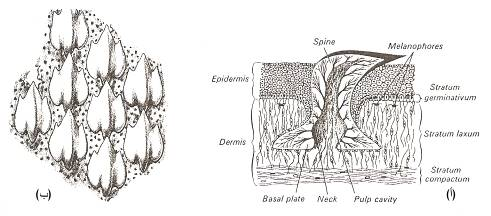 Spine
Melanophores
Epidermis
Stratum
germinativum
Dermis
Stratum laxum
Stratum
compactum
Basal plate
Neck
Pulp cavity
(ب)
(أ)